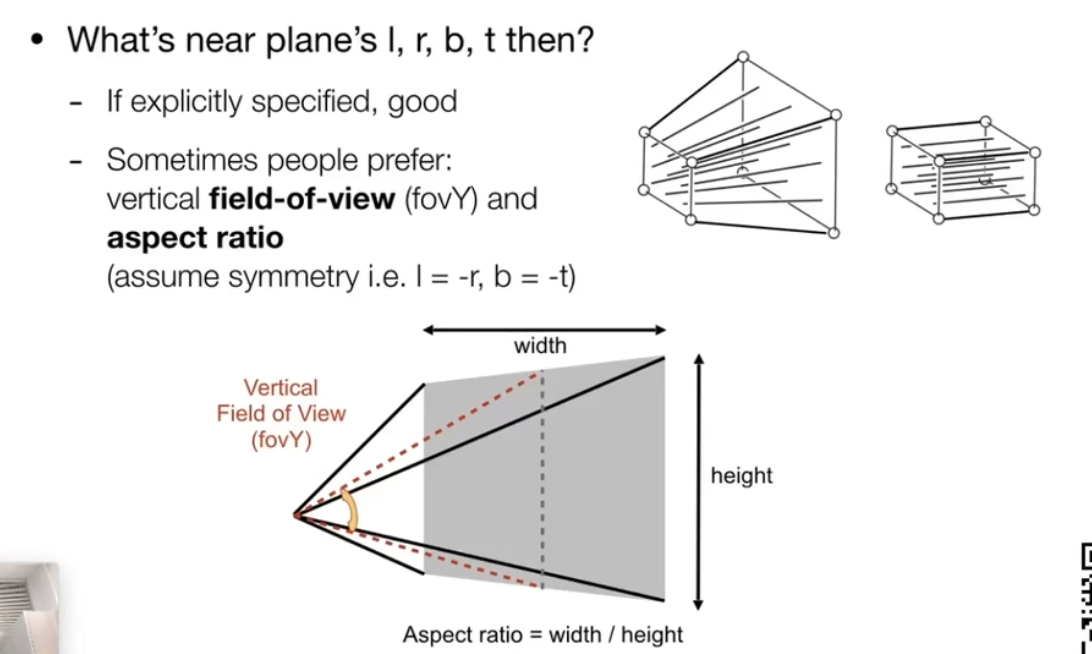 • What's near plane's l, r, b, t then?
- If explicitly specified, good
- Sometimes people prefer:
vertical field-of-view (fovY) and
aspect ratio
(assume symmetry i.e. l = -r, b = -t)
width
Vertical
Field of View
(fovY)
height
Aspect ratio = width / height